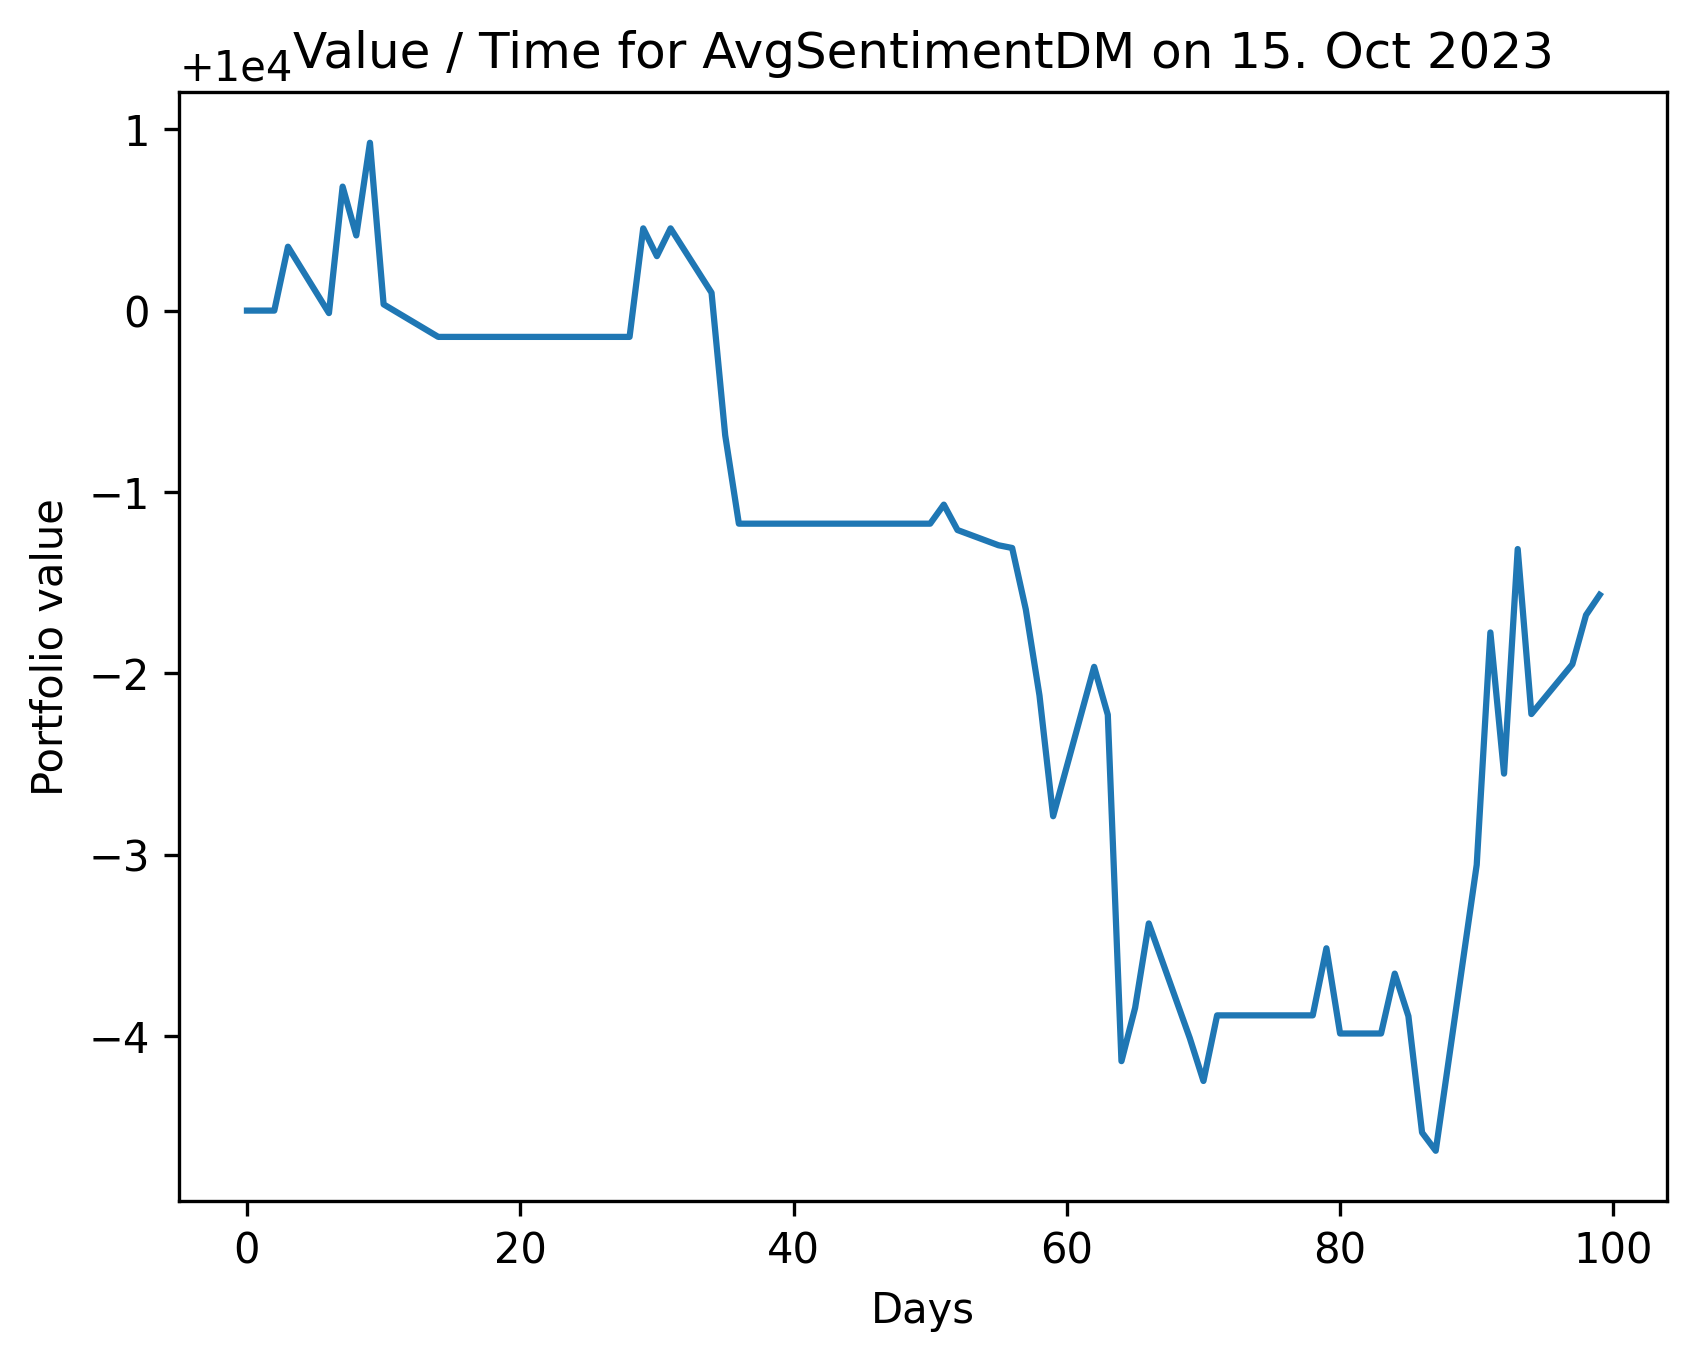 Value / Time for AvgSentimentDM on 15. Oct 2023
+1e4
1
0
−1
−2
−3
−4
Portfolio value
0 20 40 60 80 100
Days